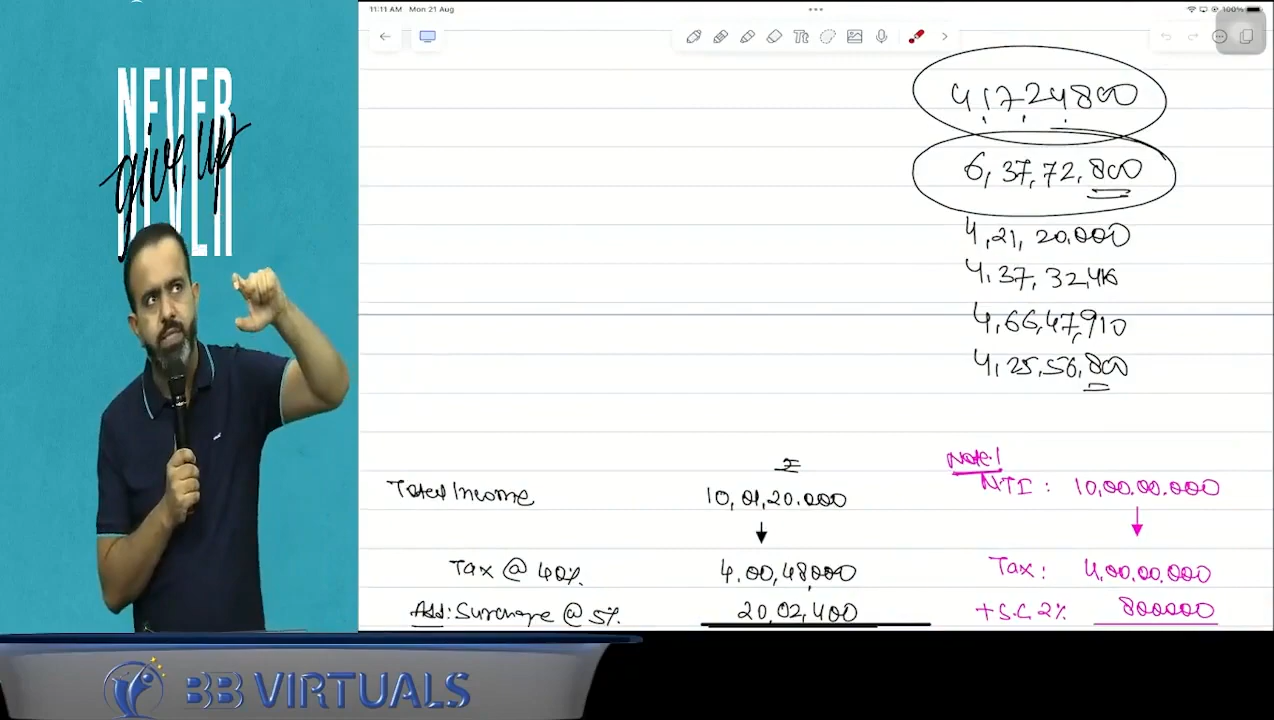 11:11 AM Mon 21 Aug
100%
NEVER
give up
NEVER
4,17,24,800
6,37,72,800
4,21,20,000
4,37,32,416
4,66,47,910
4,25,56,800
₹
Total Income 10,01,20,000
Tax @ 40% 4,00,48,000
Add: Surcharge @ 5% 20,02,400
Note 1
NTI : 10,00,00,000
Tax : 4,00,00,000
+ S.C 2% 800000
BB VIRTUALS